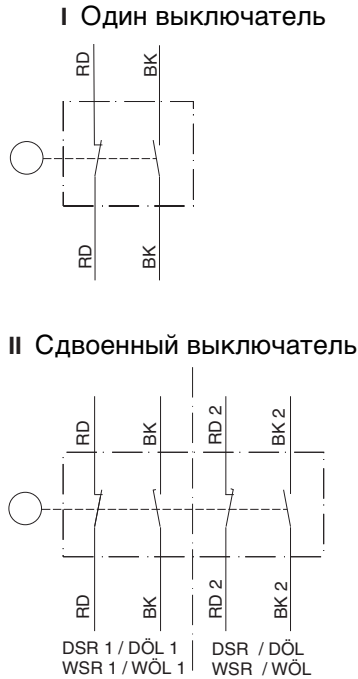 I Один выключатель
RD BK
RD BK
II Сдвоенный выключатель
RD BK RD 2 BK 2
RD BK RD 2 BK 2
DSR 1 / DÖL 1 DSR / DÖL
WSR 1 / WÖL 1 WSR / WÖL